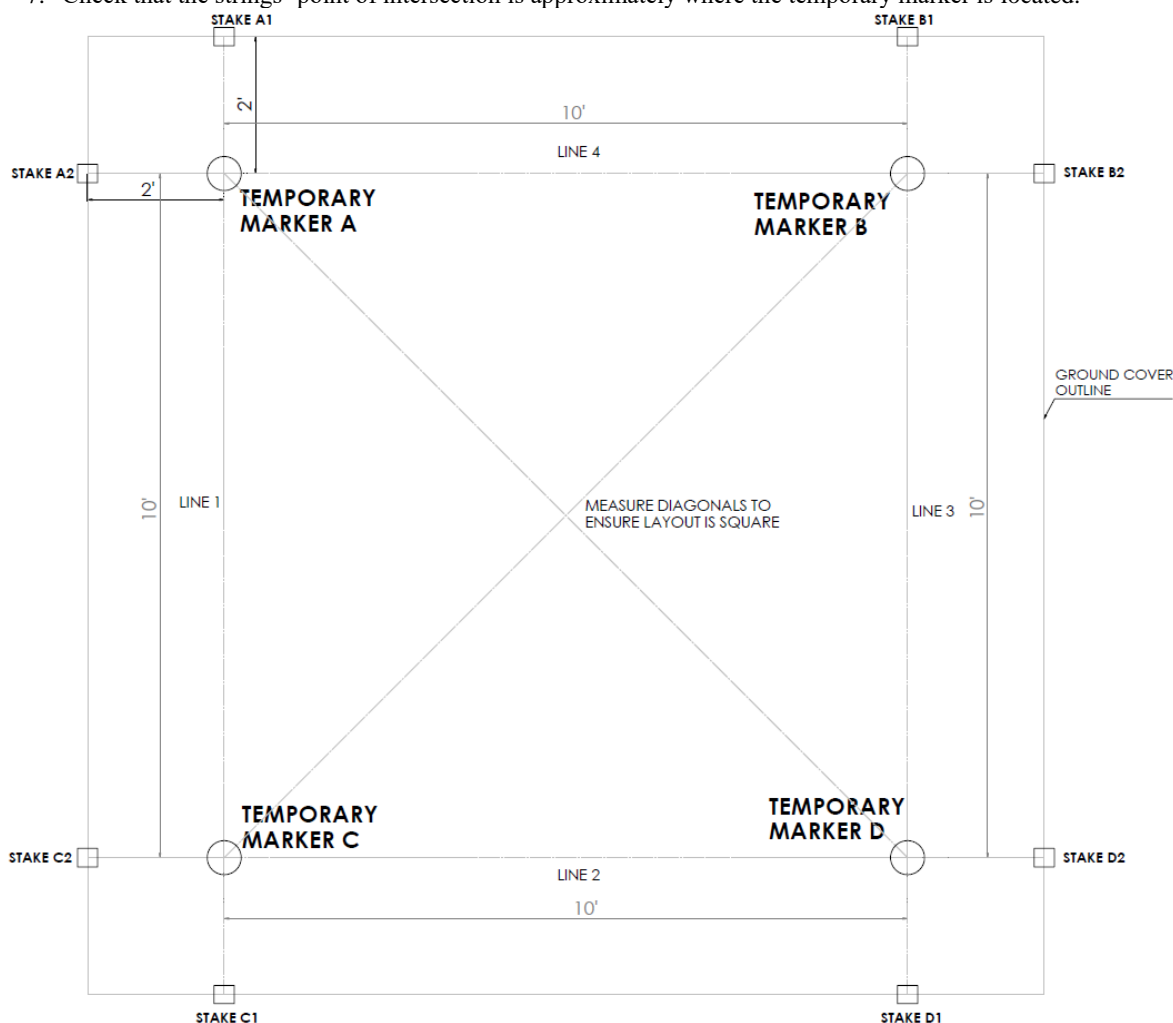 7. Check that the strings' point of intersection is approximately where the temporary marker is located.
STAKE A1
STAKE B1
2'
10'
LINE 4
STAKE A2
STAKE B2
2'
TEMPORARY
MARKER A
TEMPORARY
MARKER B
GROUND COVER
OUTLINE
10'
LINE 1
MEASURE DIAGONALS TO
ENSURE LAYOUT IS SQUARE
LINE 3
10'
TEMPORARY
MARKER C
TEMPORARY
MARKER D
STAKE C2
STAKE D2
LINE 2
10'
STAKE C1
STAKE D1